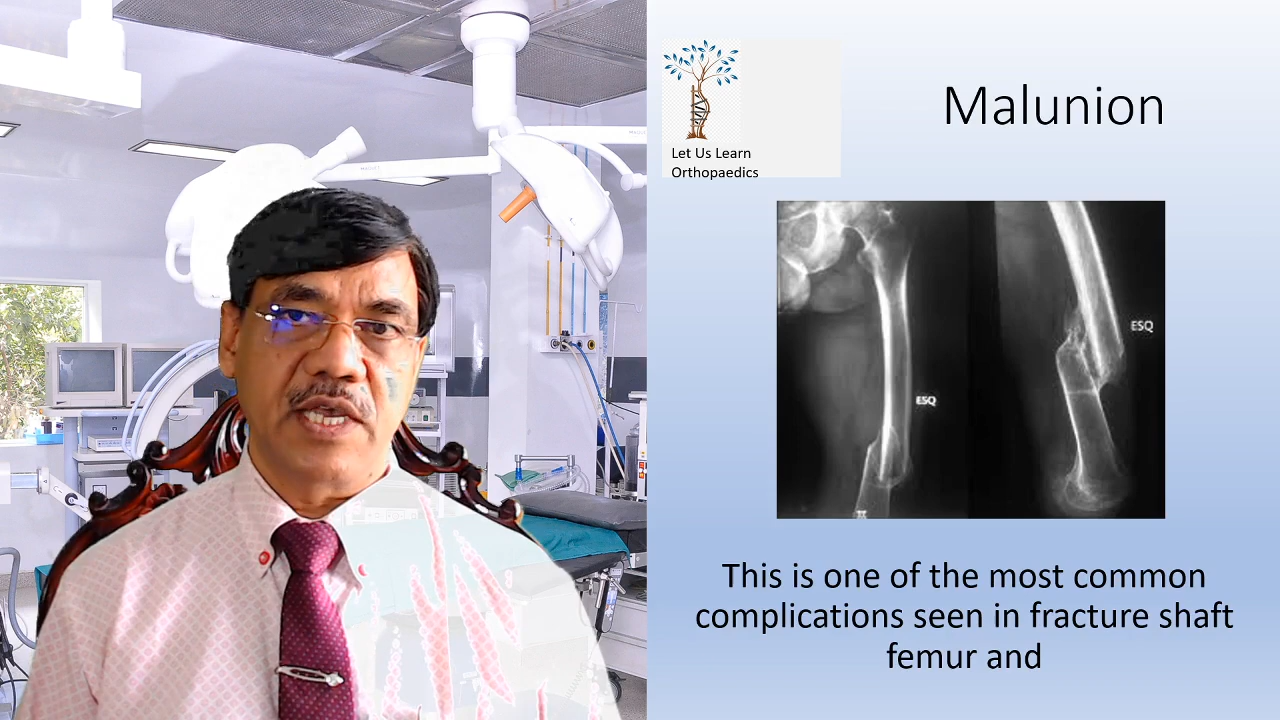 Let Us Learn
Orthopaedics
Malunion
ESQ
ESQ
This is one of the most common
complications seen in fracture shaft
femur and